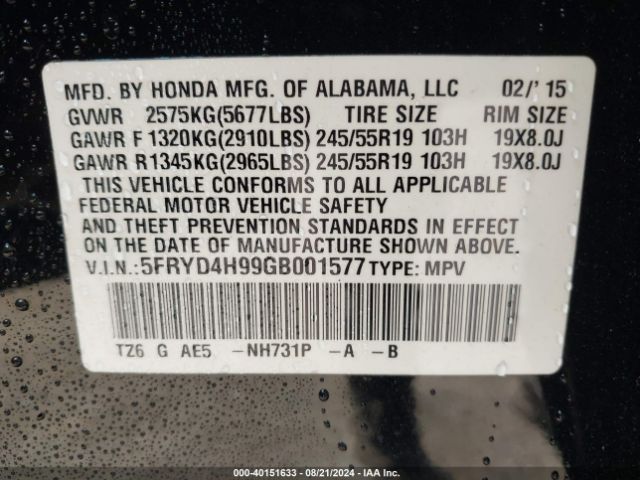 MFD. BY HONDA MFG. OF ALABAMA, LLC 02/'15
GVWR 2575KG(5677LBS) TIRE SIZE RIM SIZE
GAWR F 1320KG(2910LBS) 245/55R19 103H 19X8.0J
GAWR R1345KG(2965LBS) 245/55R19 103H 19X8.0J
THIS VEHICLE CONFORMS TO ALL APPLICABLE
FEDERAL MOTOR VEHICLE SAFETY
AND THEFT PREVENTION STANDARDS IN EFFECT
ON THE DATE OF MANUFACTURE SHOWN ABOVE.
V.I.N.:5FRYD4H99GB001577 TYPE: MPV
TZ6 G AE5 -NH731P -A -B
000-40151633 - 08/21/2024 - IAA Inc.